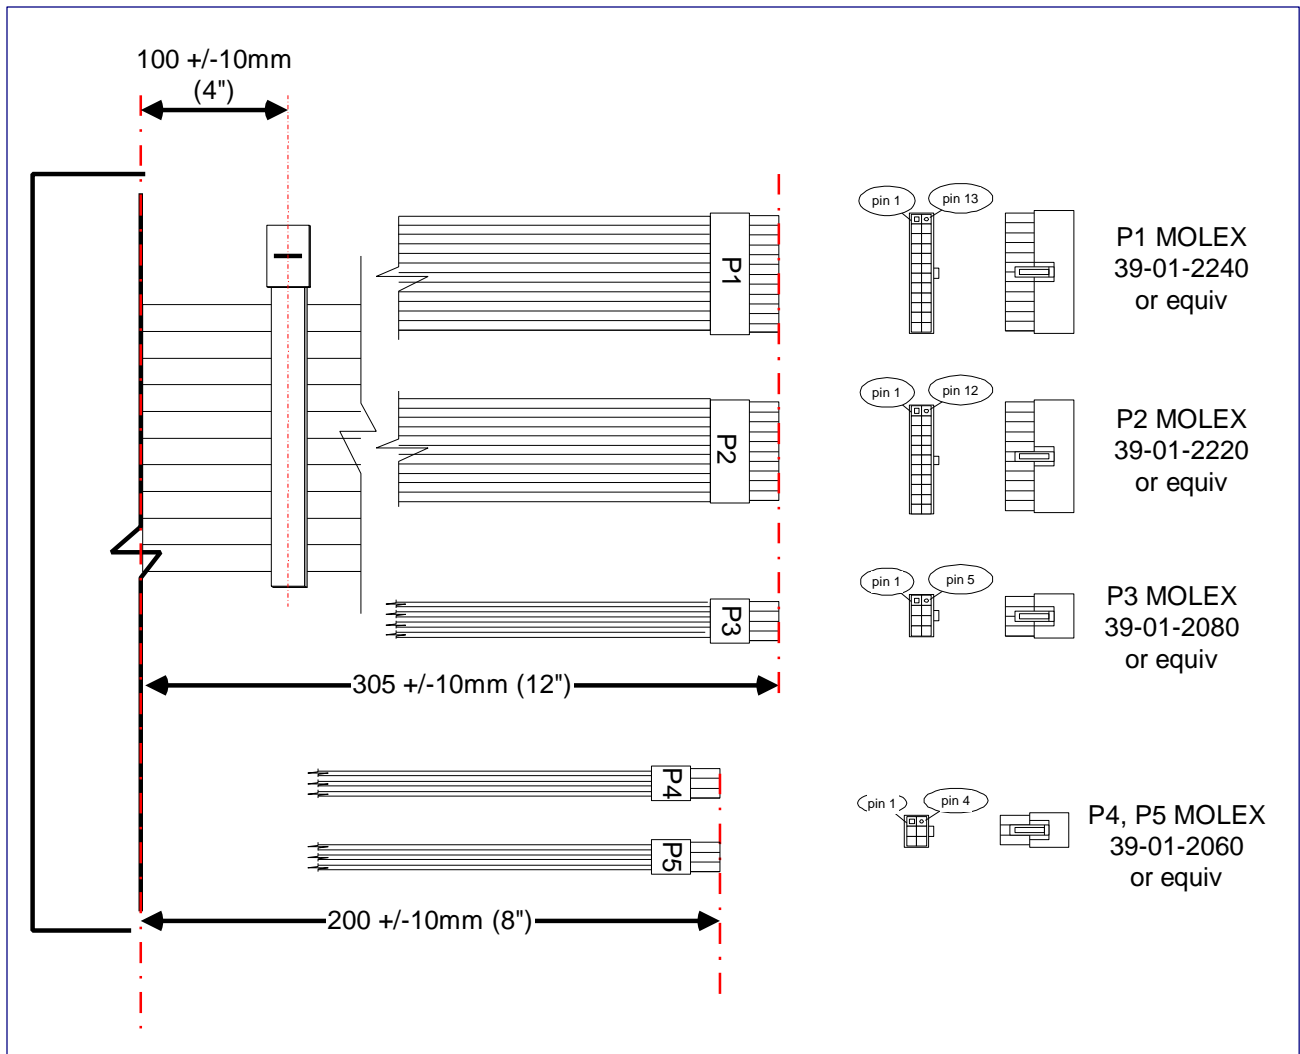 100 +/-10mm
(4")
pin 1
pin 13
P1
P1 MOLEX
39-01-2240
or equiv
pin 1
pin 12
P2
P2 MOLEX
39-01-2220
or equiv
pin 1
pin 5
P3
P3 MOLEX
39-01-2080
or equiv
305 +/-10mm (12")
P4
pin 1
pin 4
P4, P5 MOLEX
39-01-2060
or equiv
P5
200 +/-10mm (8")